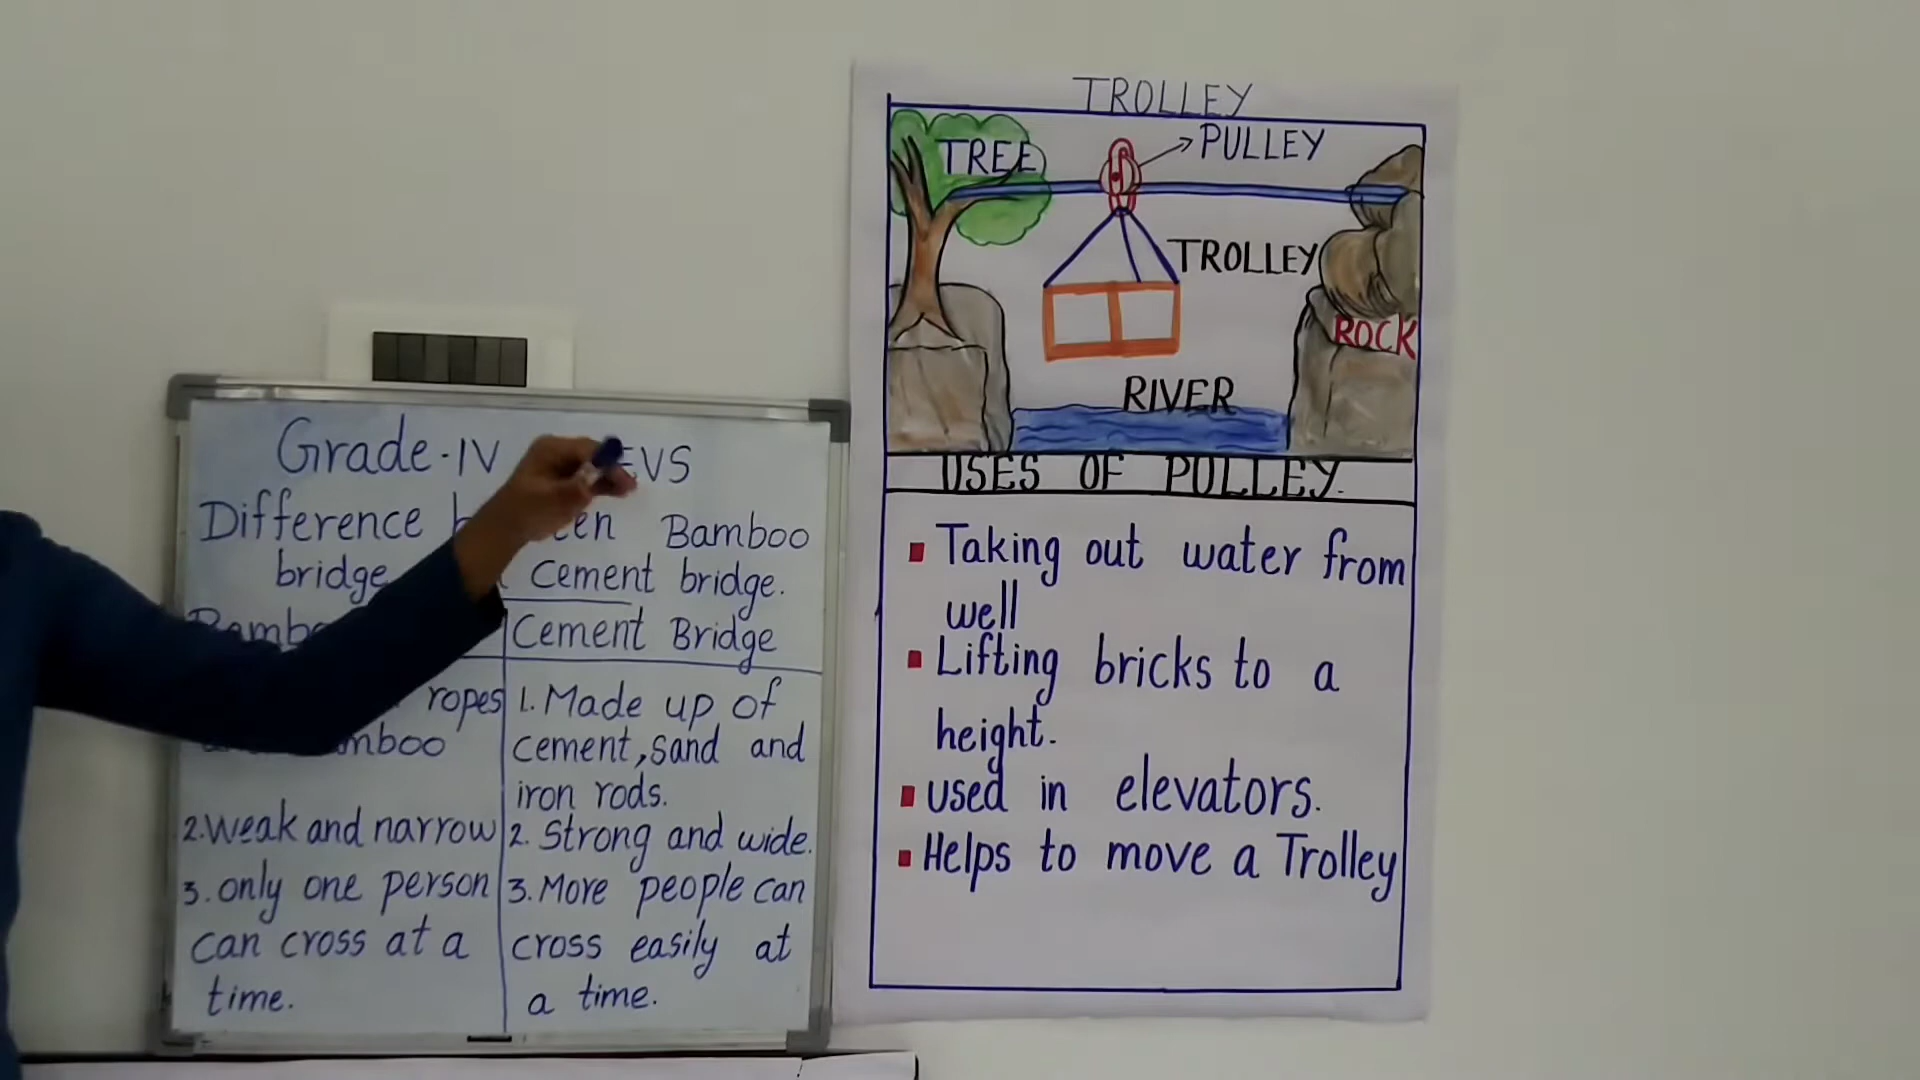 Grade-IV EVS
Difference Bamboo
bridge cement bridge.
Cement Bridge
ropes
bamboo
2. Weak and narrow
3. only one person
can cross at a
time.
1. Made up of
cement, sand and
iron rods.
2. Strong and wide.
3. More people can
cross easily at
a time.
TROLLEY
TREE
PULLEY
TROLLEY
ROCK
RIVER
USES OF PULLEY.
Taking out water from
well
Lifting bricks to a
height.
used in elevators.
Helps to move a Trolley